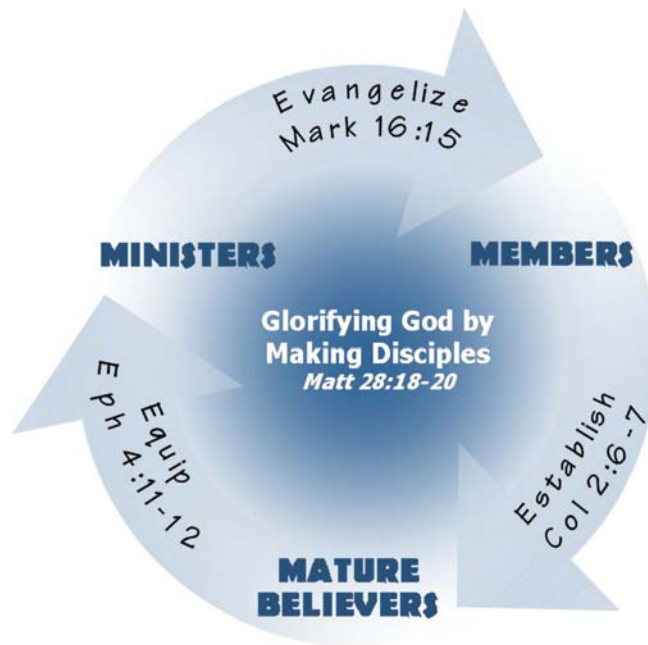 Evangelize
Mark 16:15
MINISTERS
MEMBERS
Glorifying God by
Making Disciples
Matt 28:18-20
Establish
Col 2:6-7
Equip
Eph 4:11-12
MATURE
BELIEVERS